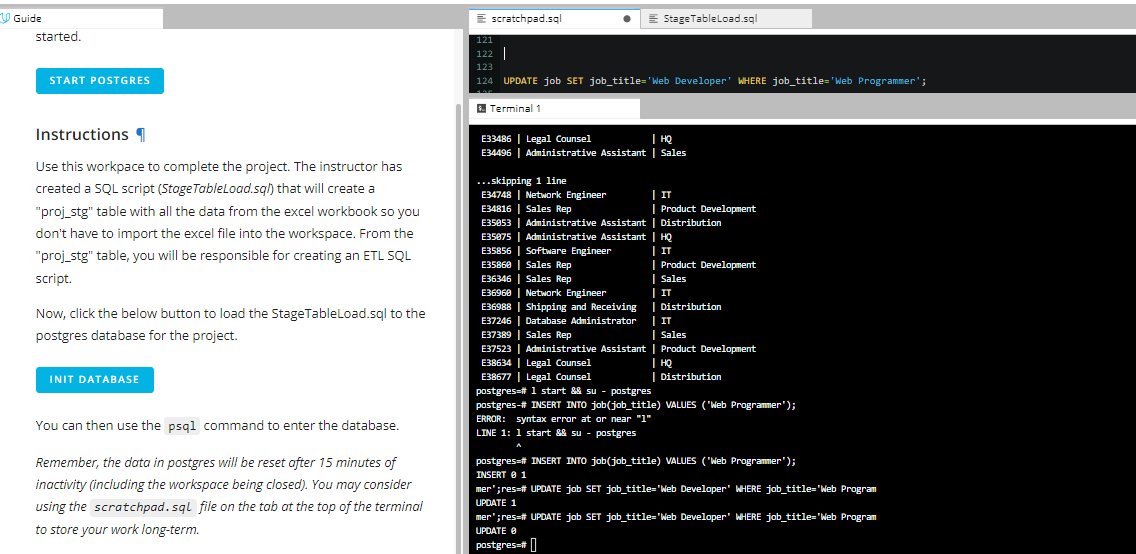 Guide
started.
START POSTGRES
Instructions ¶
Use this workpace to complete the project. The instructor has
created a SQL script (StageTableLoad.sql) that will create a
"proj_stg" table with all the data from the excel workbook so you
don't have to import the excel file into the workspace. From the
"proj_stg" table, you will be responsible for creating an ETL SQL
script.
Now, click the below button to load the StageTableLoad.sql to the
postgres database for the project.
INIT DATABASE
You can then use the psql command to enter the database.
Remember, the data in postgres will be reset after 15 minutes of
inactivity (including the workspace being closed). You may consider
using the scratchpad.sql file on the tab at the top of the terminal
to store your work long-term.
scratchpad.sql
StageTableLoad.sql
121
122
123
124 UPDATE job SET job_title='Web Developer' WHERE job_title='Web Programmer';
Terminal 1
E33486 | Legal Counsel | HQ
E34496 | Administrative Assistant | Sales
...skipping 1 line
E34748 | Network Engineer | IT
E34816 | Sales Rep | Product Development
E35053 | Administrative Assistant | Distribution
E35075 | Administrative Assistant | HQ
E35856 | Software Engineer | IT
E35860 | Sales Rep | Product Development
E36346 | Sales Rep | Sales
E36960 | Network Engineer | IT
E36988 | Shipping and Receiving | Distribution
E37246 | Database Administrator | IT
E37389 | Sales Rep | Sales
E37523 | Administrative Assistant | Product Development
E38634 | Legal Counsel | HQ
E38677 | Legal Counsel | Distribution
postgres=# l start && su - postgres
postgres-# INSERT INTO job(job_title) VALUES ('Web Programmer');
ERROR:  syntax error at or near "l"
LINE 1: l start && su - postgres
^
postgres=# INSERT INTO job(job_title) VALUES ('Web Programmer');
INSERT 0 1
mer';res=# UPDATE job SET job_title='Web Developer' WHERE job_title='Web Program
UPDATE 1
mer';res=# UPDATE job SET job_title='Web Developer' WHERE job_title='Web Program
UPDATE 0
postgres=#